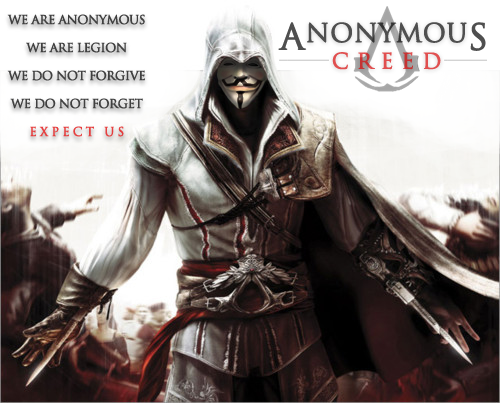 WE ARE ANONYMOUS
WE ARE LEGION
WE DO NOT FORGIVE
WE DO NOT FORGET
EXPECT US
ANONYMOUS
CREED